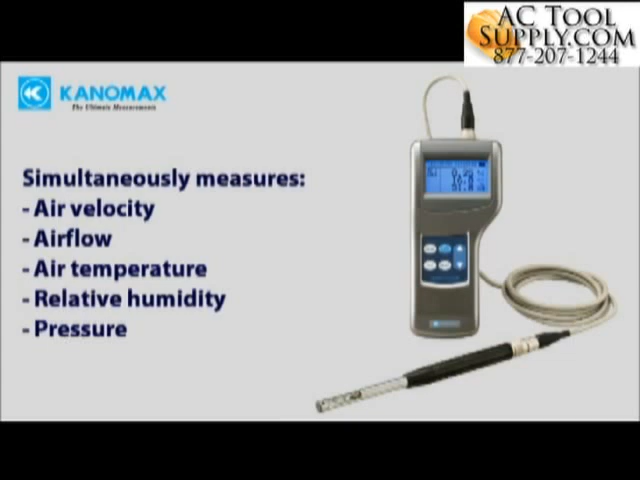 AC TOOL
SUPPLY.COM
877-207-1244
KANOMAX
The Ultimate Measurements
Simultaneously measures:
- Air velocity
- Airflow
- Air temperature
- Relative humidity
- Pressure